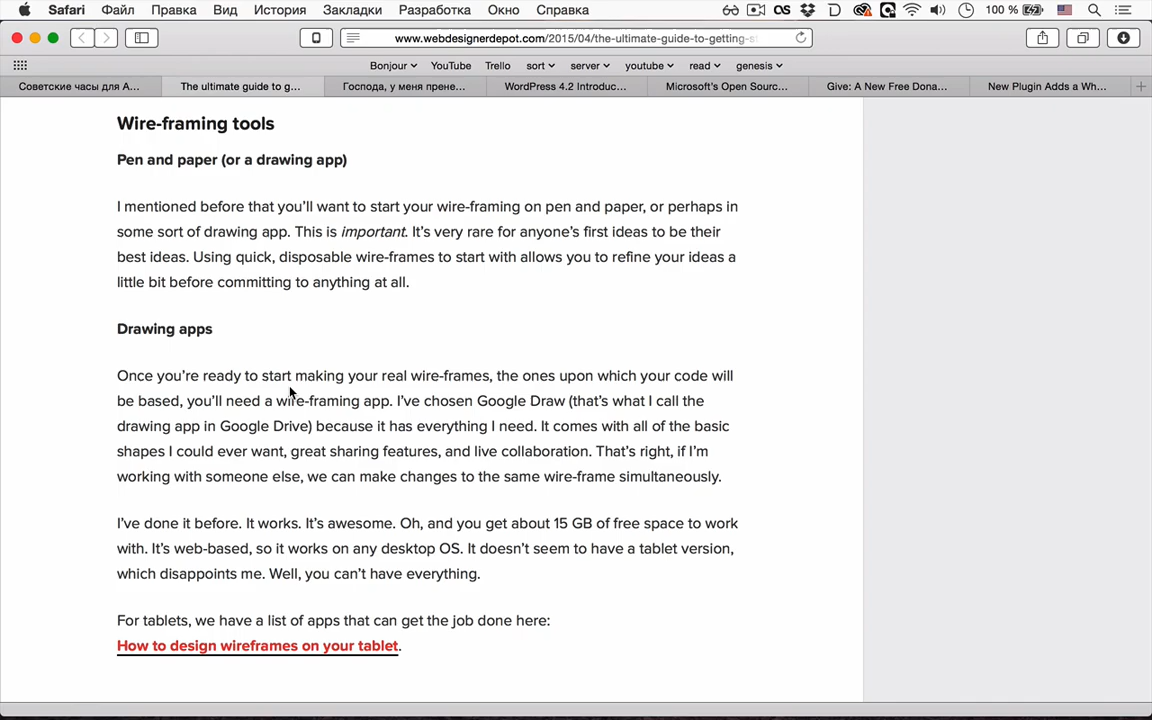 Safari Файл Правка Вид История Закладки Разработка Окно Справка 100 %
www.webdesignerdepot.com/2015/04/the-ultimate-guide-to-getting-s
Bonjour YouTube Trello sort server youtube read genesis
Советские часы для A... The ultimate guide to g... Господа, у меня прене... WordPress 4.2 Introduc... Microsoft's Open Sourc... Give: A New Free Dona... New Plugin Adds a Wh...
Wire-framing tools
Pen and paper (or a drawing app)
I mentioned before that you'll want to start your wire-framing on pen and paper, or perhaps in
some sort of drawing app. This is important. It's very rare for anyone's first ideas to be their
best ideas. Using quick, disposable wire-frames to start with allows you to refine your ideas a
little bit before committing to anything at all.
Drawing apps
Once you're ready to start making your real wire-frames, the ones upon which your code will
be based, you'll need a wire-framing app. I've chosen Google Draw (that's what I call the
drawing app in Google Drive) because it has everything I need. It comes with all of the basic
shapes I could ever want, great sharing features, and live collaboration. That's right, if I'm
working with someone else, we can make changes to the same wire-frame simultaneously.
I've done it before. It works. It's awesome. Oh, and you get about 15 GB of free space to work
with. It's web-based, so it works on any desktop OS. It doesn't seem to have a tablet version,
which disappoints me. Well, you can't have everything.
For tablets, we have a list of apps that can get the job done here:
How to design wireframes on your tablet.